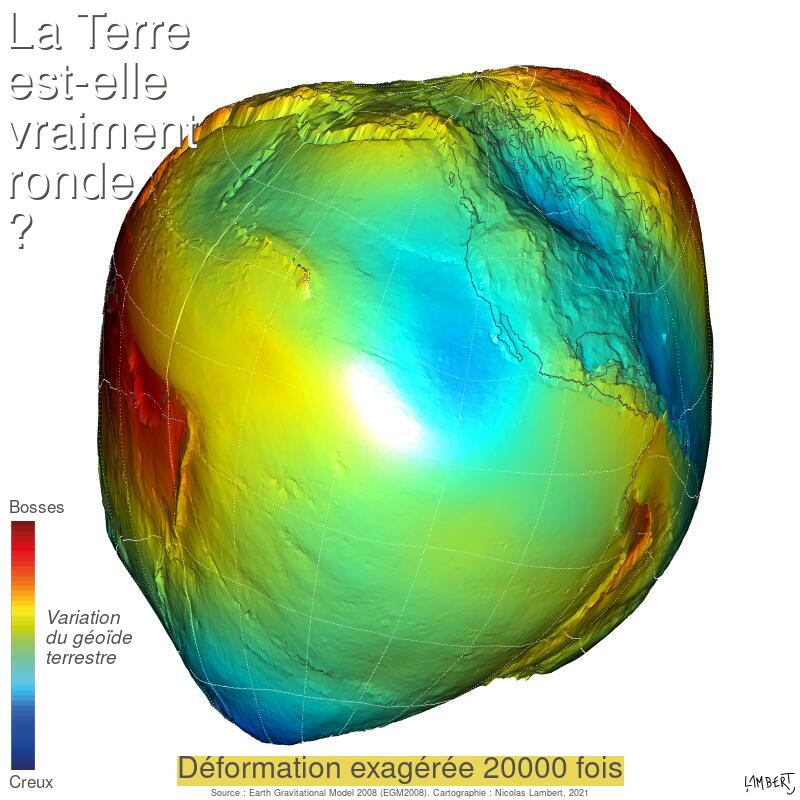 La Terre
est-elle
vraiment
ronde
?
Bosses
Variation
du géoïde
terrestre
Creux
Déformation exagérée 20000 fois
Source : Earth Gravitational Model 2008 (EGM2008). Cartographie : Nicolas Lambert, 2021
LAMBERT